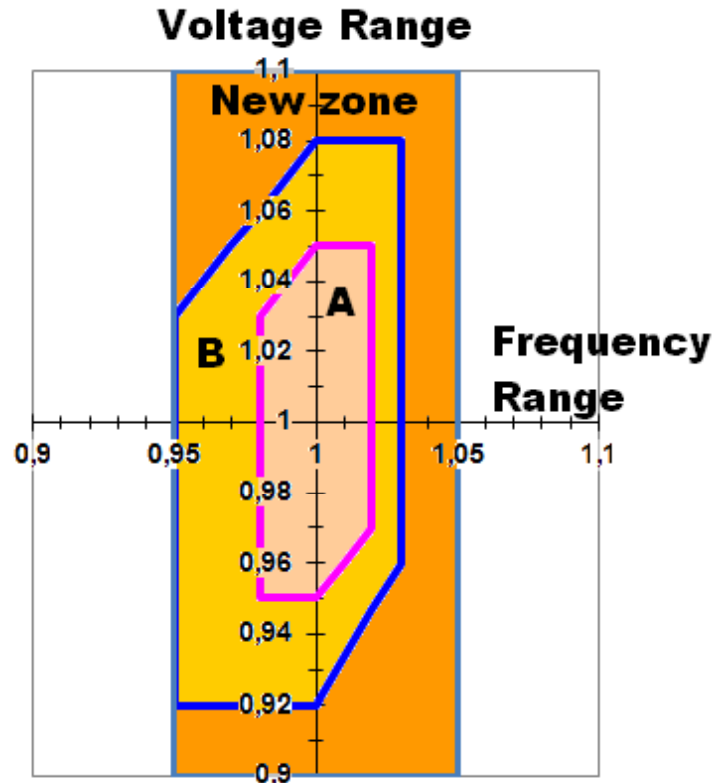 Voltage Range
1,1
New zone
1,08
1,06
1,04
A
1,02
B
Frequency
Range
1
0,9
0,95
1
1,05
1,1
0,98
0,96
0,94
0,92
0,9